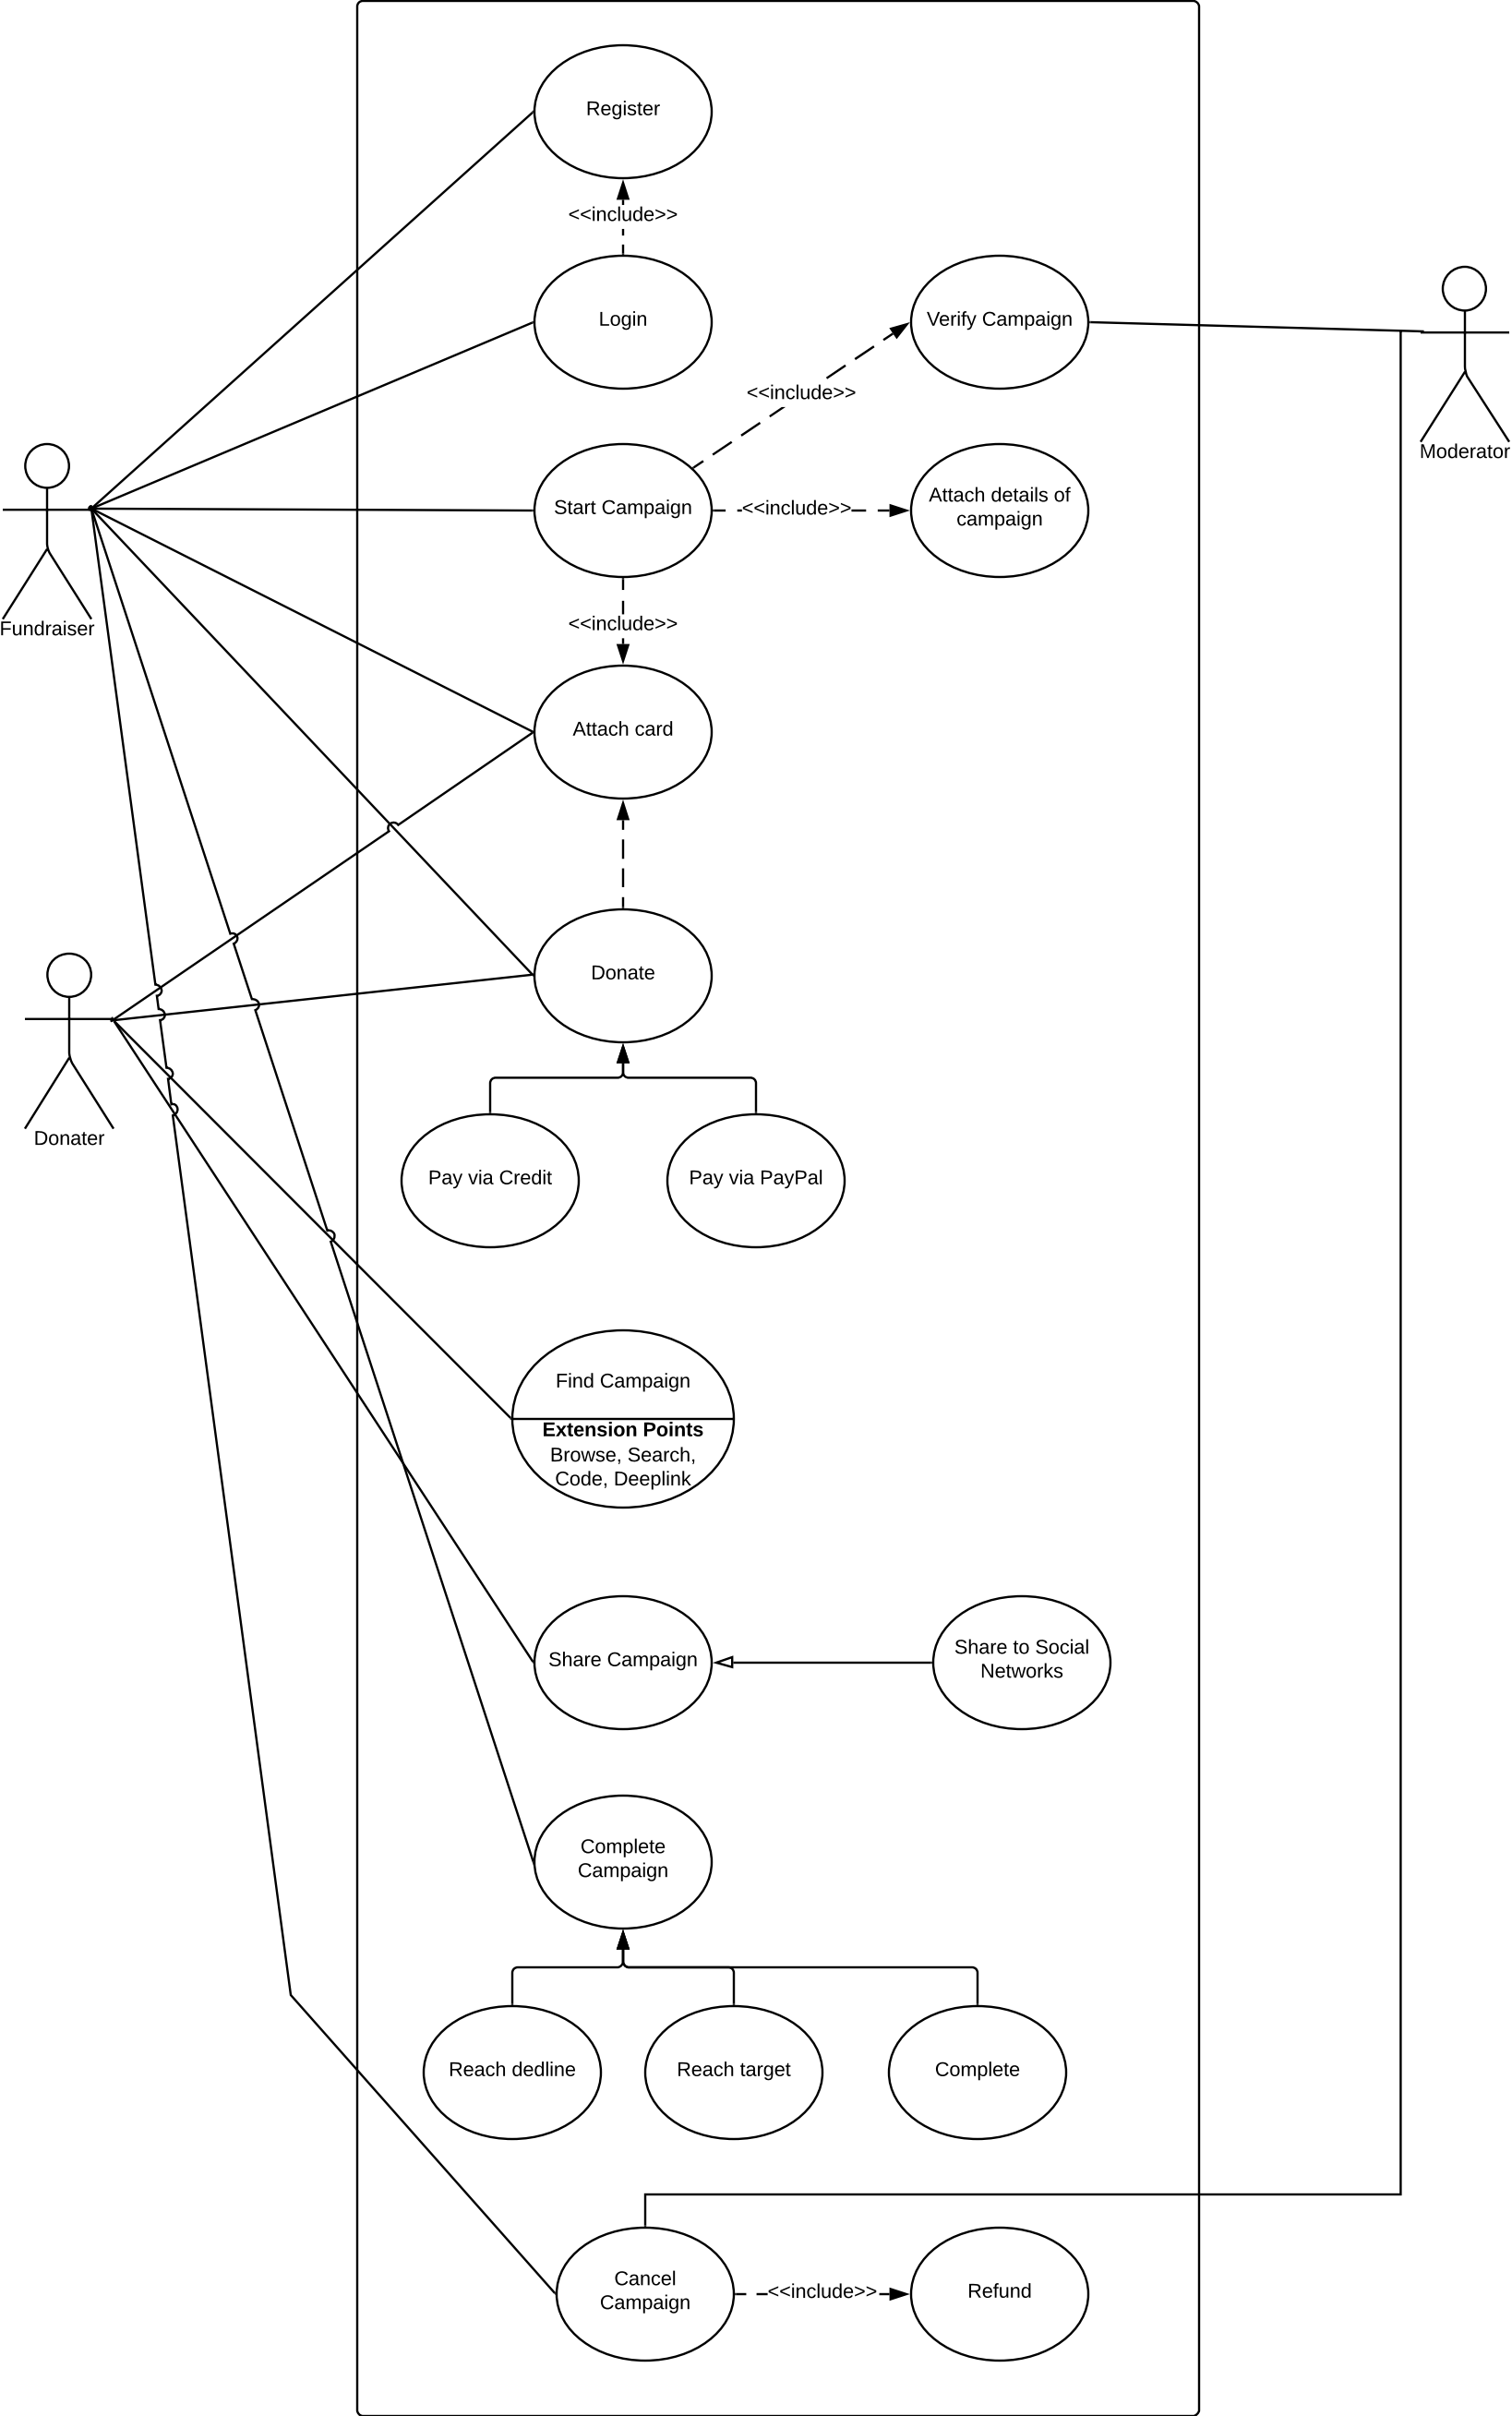 Register
<<include>>
Login
Verify Campaign
<<include>>
Moderator
Start Campaign
<<include>>
Attach details of
campaign
Fundraiser
<<include>>
Attach card
Donate
Donater
Pay via Credit
Pay via PayPal
Find Campaign
Extension Points
Browse, Search,
Code, Deeplink
Share Campaign
Share to Social
Networks
Complete
Campaign
Reach dedline
Reach target
Complete
Cancel
Campaign
<<include>>
Refund